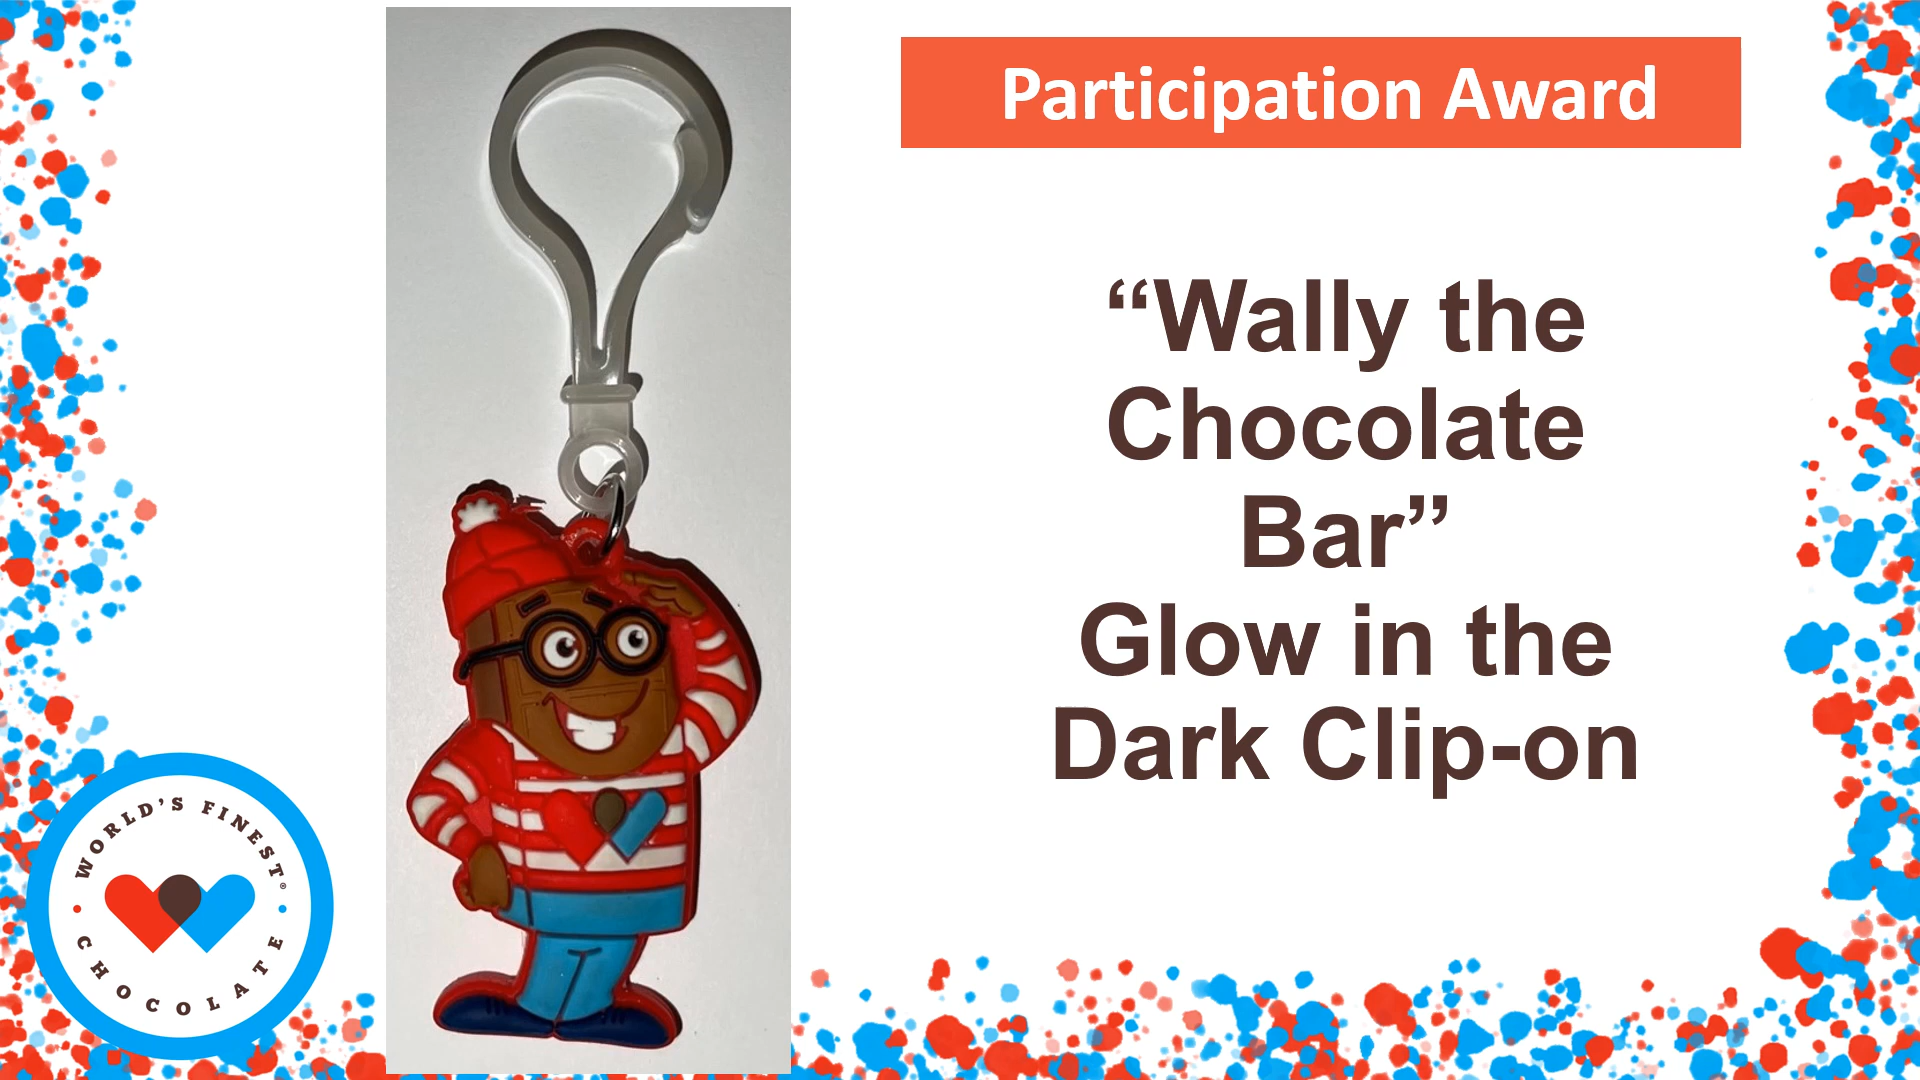 Participation Award
“Wally the
Chocolate
Bar”
Glow in the
Dark Clip-on
WORLD'S FINEST®
CHOCOLATE